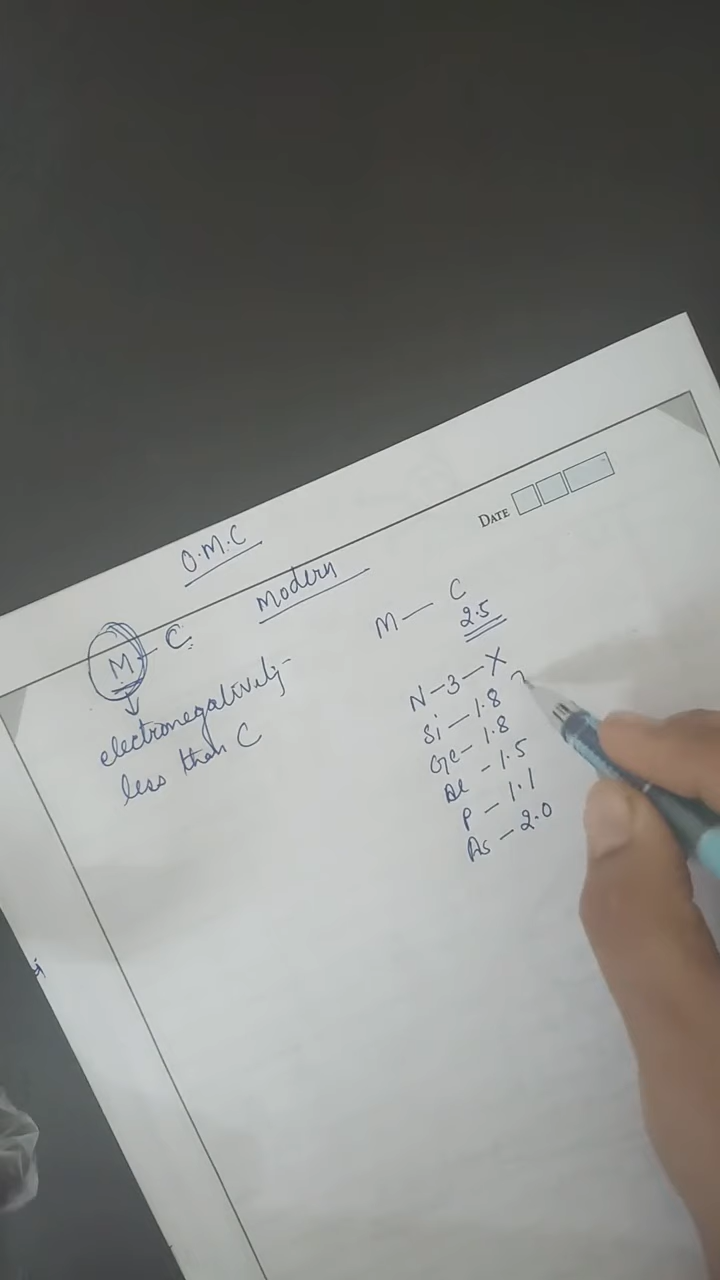 DATE
O.M.C
Modern
M - C
electronegatively-
less than C
M — C
2.5
N - 3 - X
Si - 1.8
Ge - 1.8
Al - 1.5
P - 1.1
As - 2.0